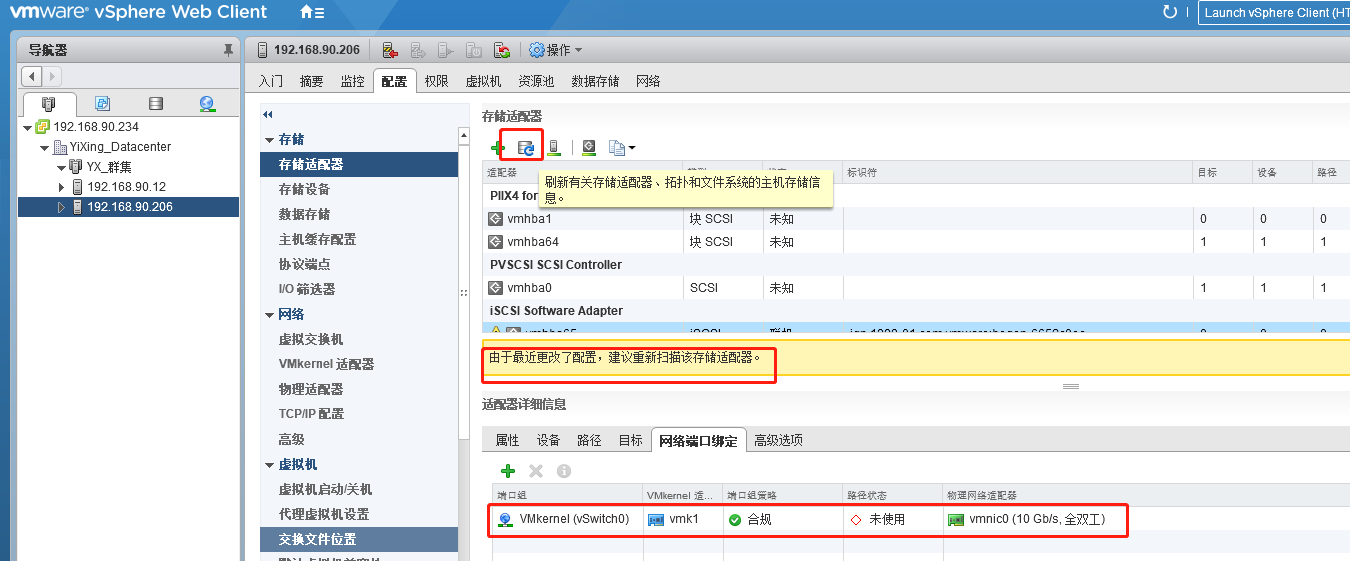 vmware® vSphere Web Client
Launch vSphere Client (HT
导航器
192.168.90.234
YiXing_Datacenter
YX_群集
192.168.90.12
192.168.90.206
192.168.90.206
操作
入门 摘要 监控 配置 权限 虚拟机 资源池 数据存储 网络
存储
存储适配器
存储设备
数据存储
主机缓存配置
协议端点
I/O 筛选器
网络
虚拟交换机
VMkernel 适配器
物理适配器
TCP/IP 配置
高级
虚拟机
虚拟机启动/关机
代理虚拟机设置
交换文件位置
存储适配器
适配器 标识符 目标 设备 路径
刷新有关存储适配器、拓扑和文件系统的主机存储信
息。
PIIX4 for
vmhba1 块 SCSI 未知 0 0 0
vmhba64 块 SCSI 未知 1 1 1
PVSCSI SCSI Controller
vmhba0 SCSI 未知 1 1 1
iSCSI Software Adapter
由于最近更改了配置，建议重新扫描该存储适配器。
适配器详细信息
属性 设备 路径 目标 网络端口绑定 高级选项
端口组 VMkernel 适... 端口组策略 路径状态 物理网络适配器
VMkernel (vSwitch0) vmk1 合规 未使用 vmnic0 (10 Gb/s, 全双工)